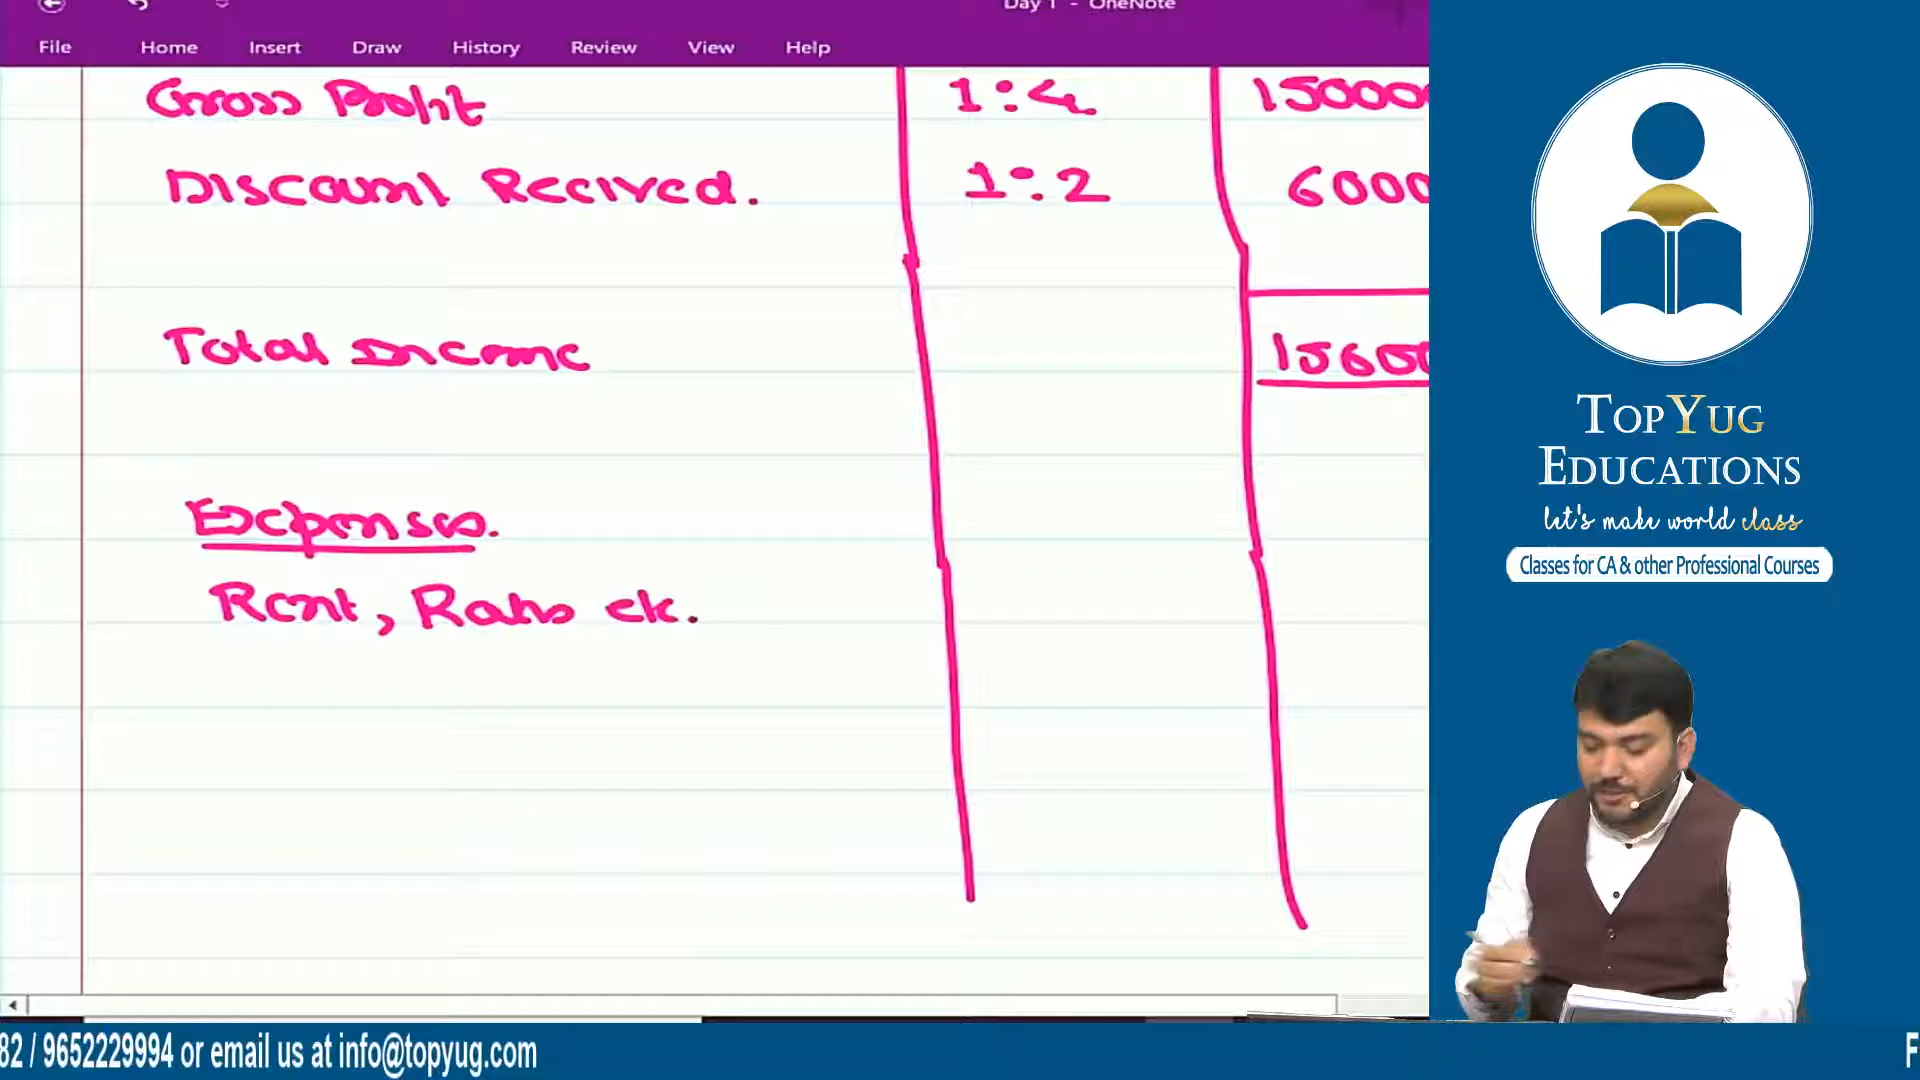 Day 1 - OneNote
File Home Insert Draw History Review View Help
Gross Profit 1:4 15000
Discount Recived. 1:2 6000
Total Income 1560
Expenses.
Rent, Rates etc.
TOPYUG
EDUCATIONS
let's make world class
Classes for CA & other Professional Courses
82 / 9652229994 or email us at info@topyug.com
F